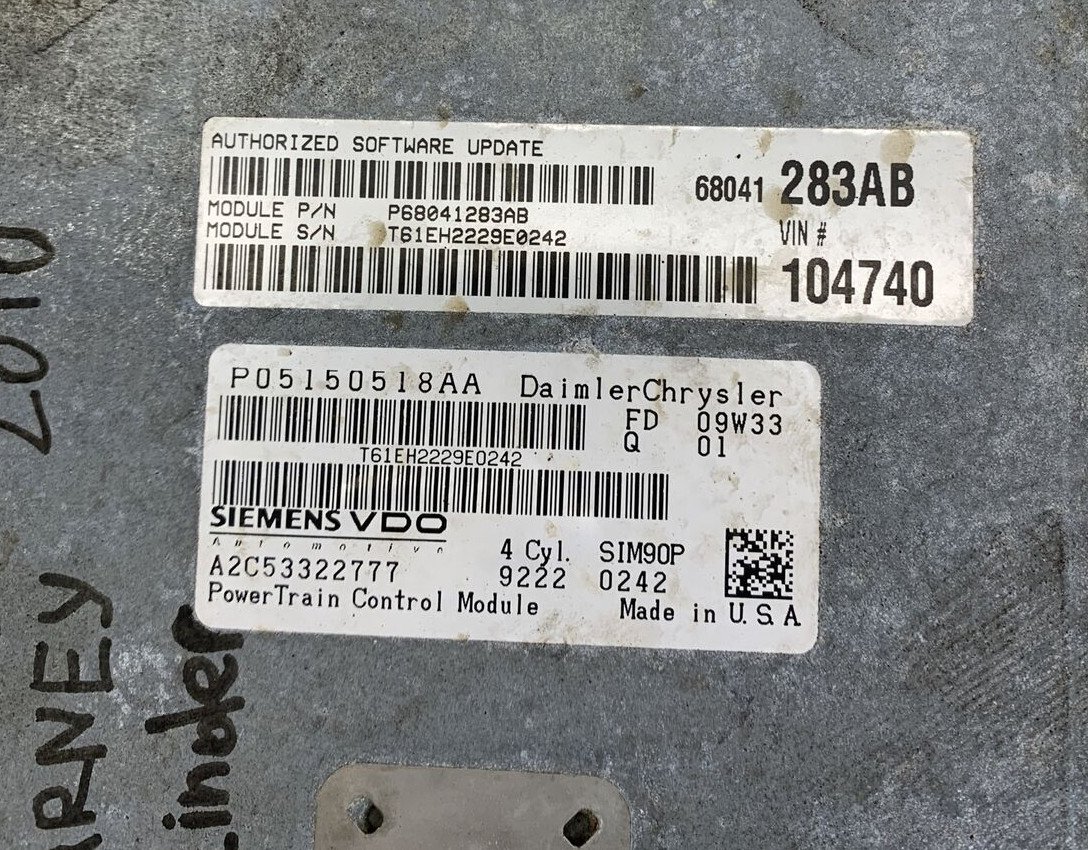 AUTHORIZED SOFTWARE UPDATE
68041 283AB
MODULE P/N P68041283AB
MODULE S/N T61EH2229E0242
VIN #
104740
P05150518AA DaimlerChrysler
FD 09W33
Q 01
T61EH2229E0242
SIEMENS VDO
Automotive
4 Cyl. SIM90P
A2C53322777
9222 0242
PowerTrain Control Module
Made in U.S.A.
2010